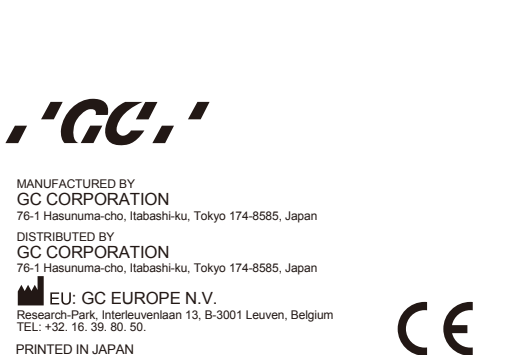 'GC'
MANUFACTURED BY
GC CORPORATION
76-1 Hasunuma-cho, Itabashi-ku, Tokyo 174-8585, Japan
DISTRIBUTED BY
GC CORPORATION
76-1 Hasunuma-cho, Itabashi-ku, Tokyo 174-8585, Japan
EU: GC EUROPE N.V.
Research-Park, Interleuvenlaan 13, B-3001 Leuven, Belgium
TEL: +32. 16. 39. 80. 50.
PRINTED IN JAPAN
CE